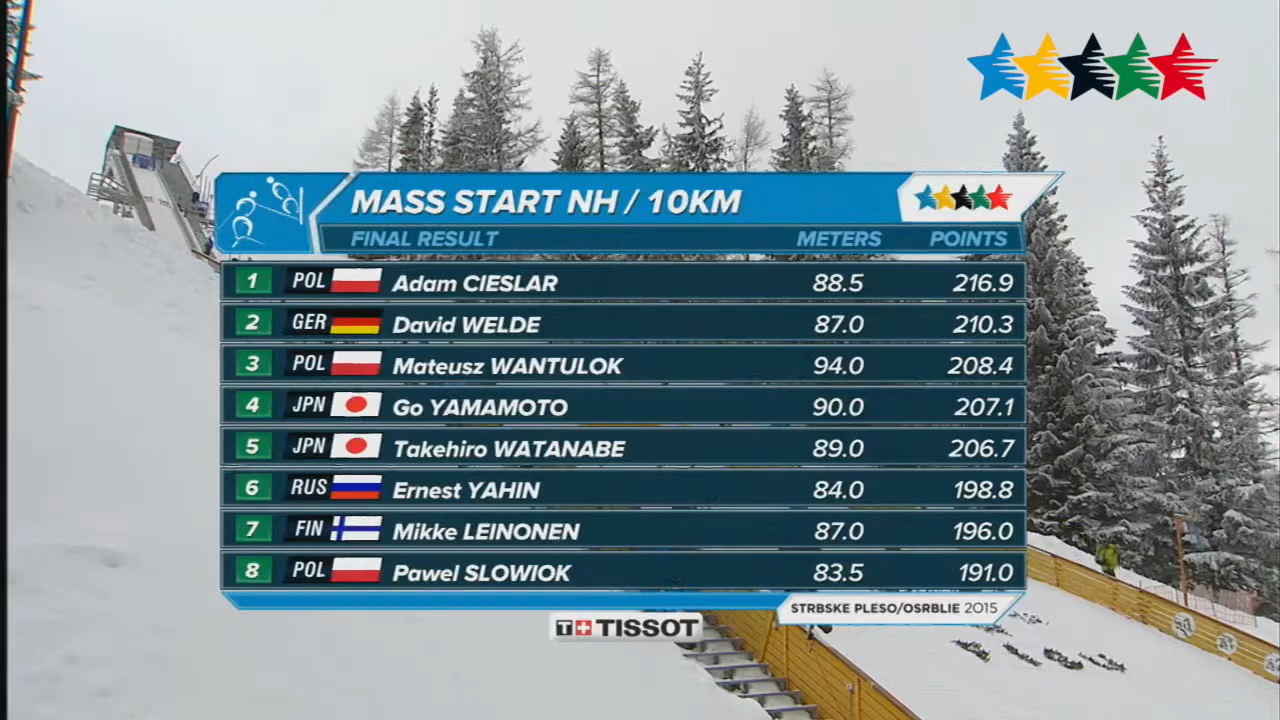 MASS START NH / 10KM
FINAL RESULT METERS POINTS
1 POL Adam CIESLAR 88.5 216.9
2 GER David WELDE 87.0 210.3
3 POL Mateusz WANTULOK 94.0 208.4
4 JPN Go YAMAMOTO 90.0 207.1
5 JPN Takehiro WATANABE 89.0 206.7
6 RUS Ernest YAHIN 84.0 198.8
7 FIN Mikke LEINONEN 87.0 196.0
8 POL Pawel SLOWIOK 83.5 191.0
STRBSKE PLESO/OSRBLIE 2015
T+ TISSOT